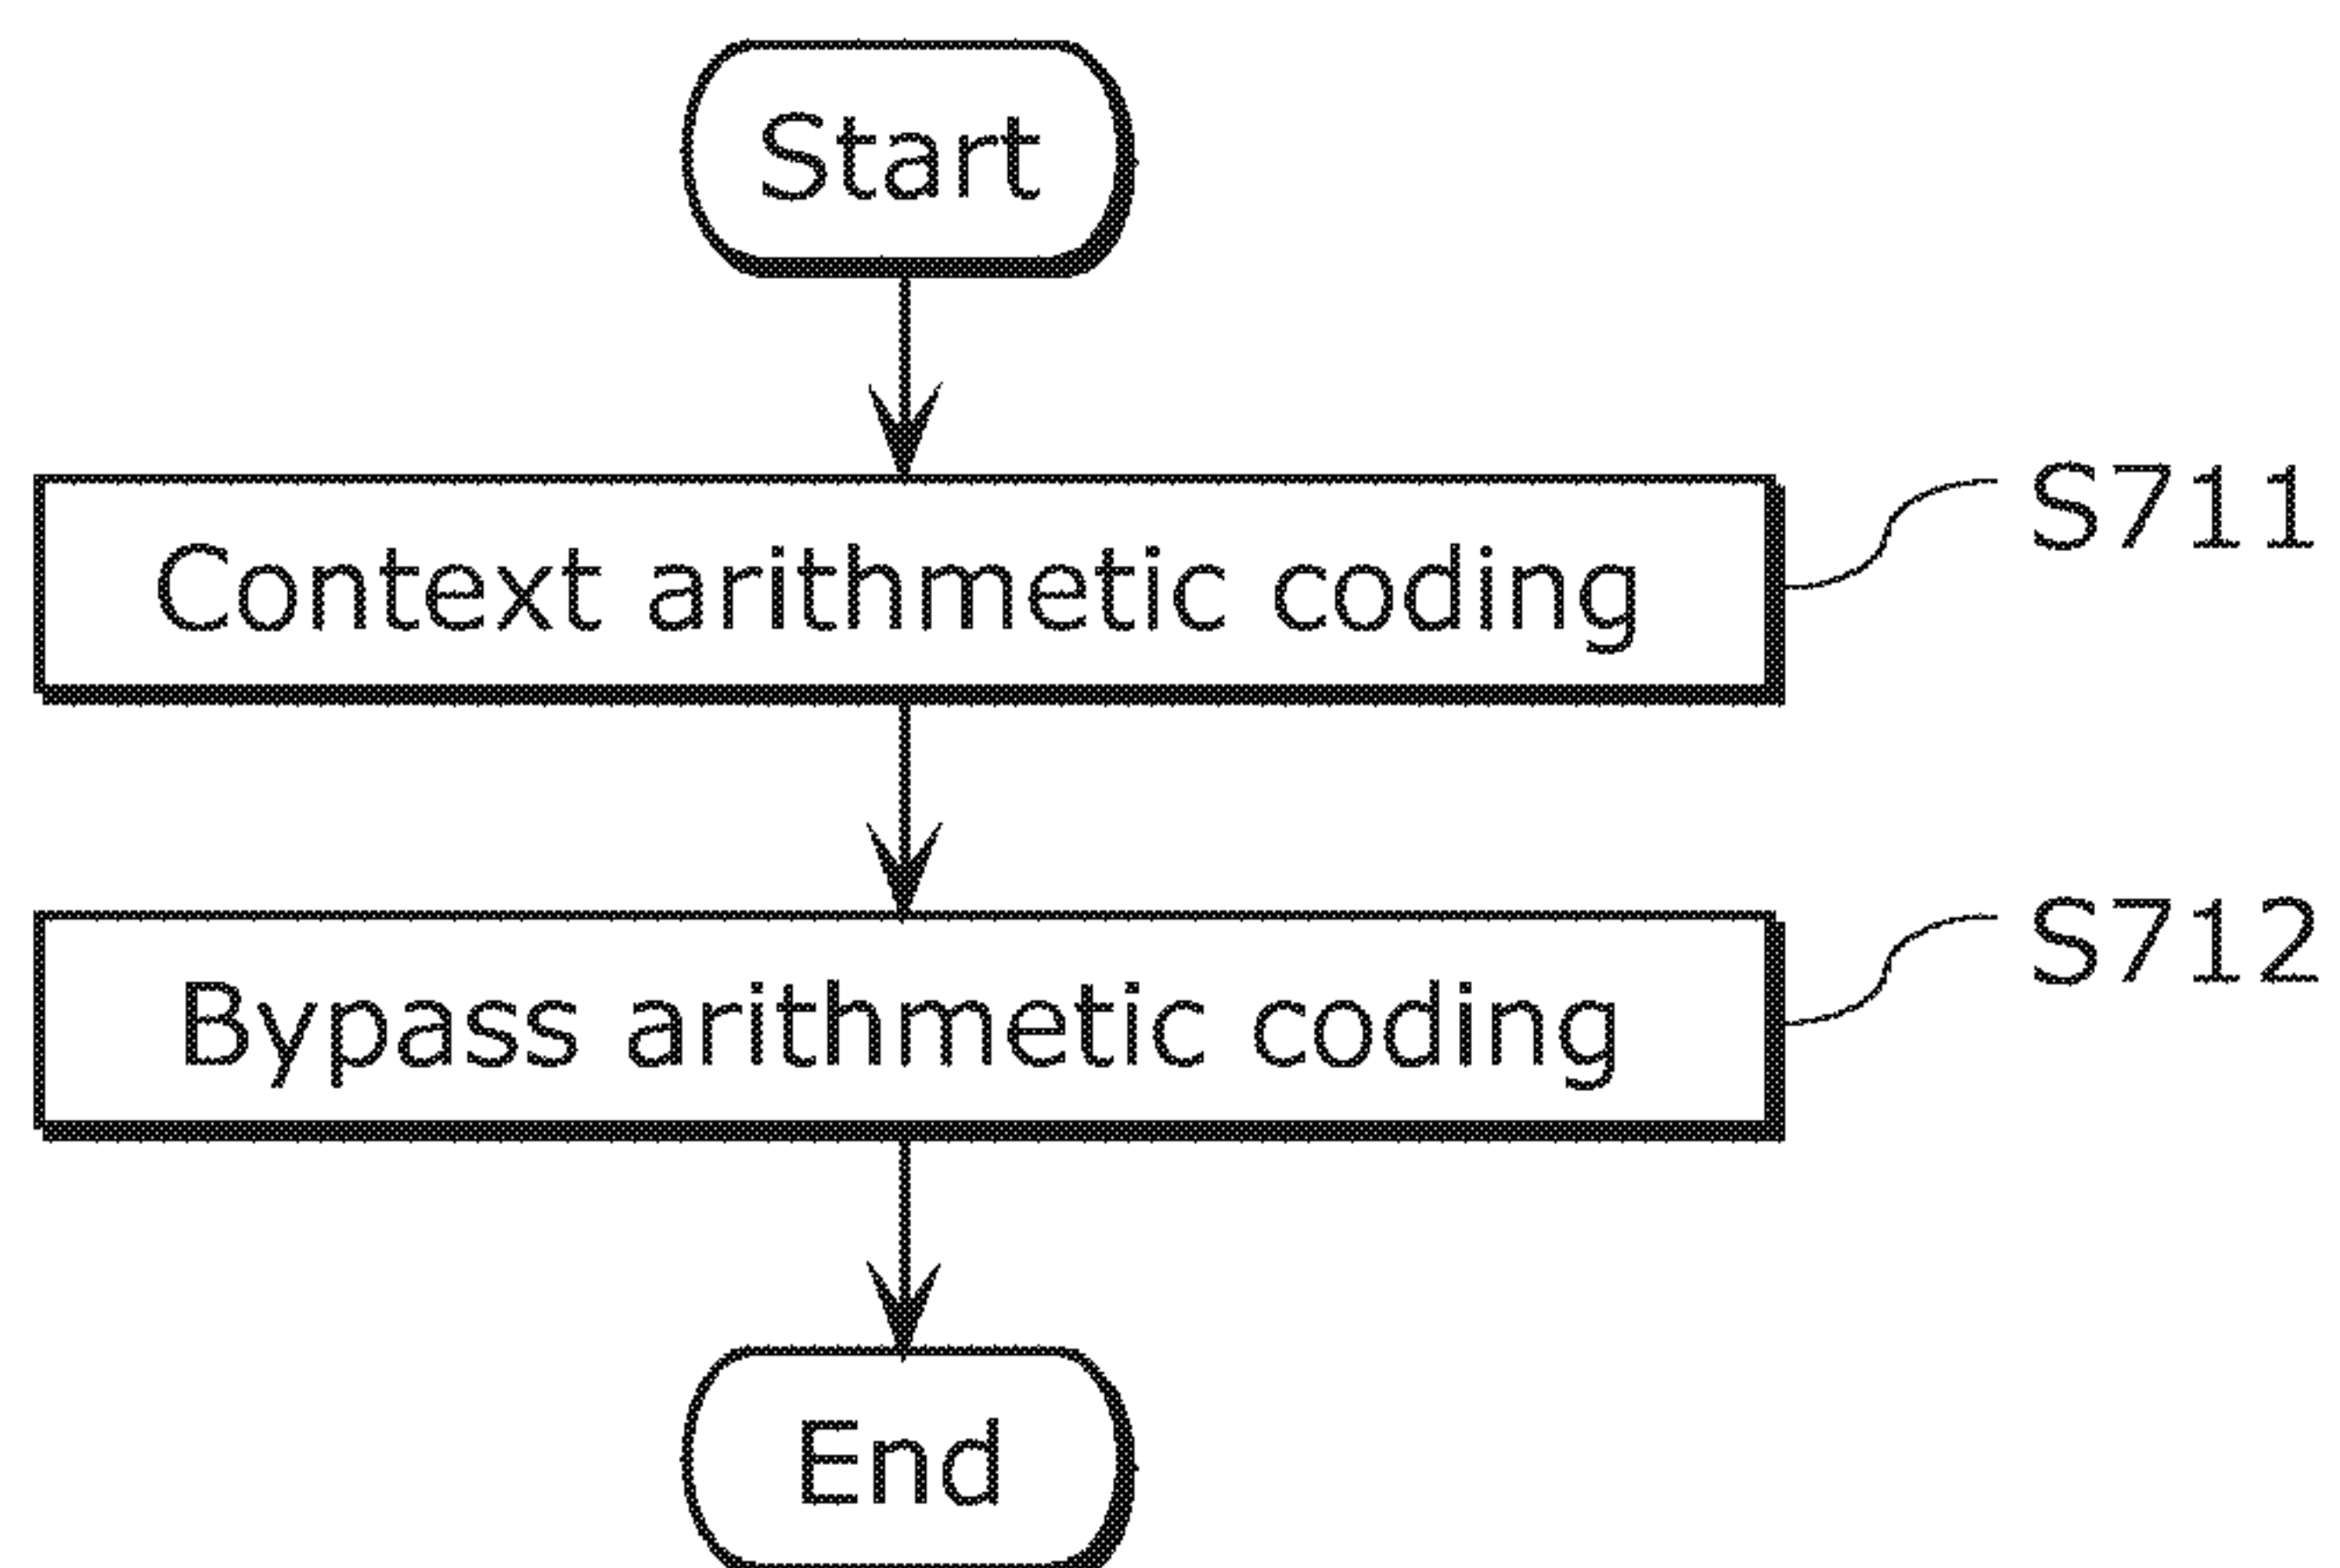 Start
Context arithmetic coding
S711
Bypass arithmetic coding
S712
End